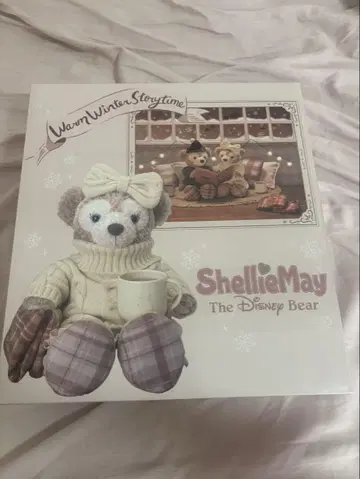 Warm Winter Storytime
ShellieMay
The Disney Bear